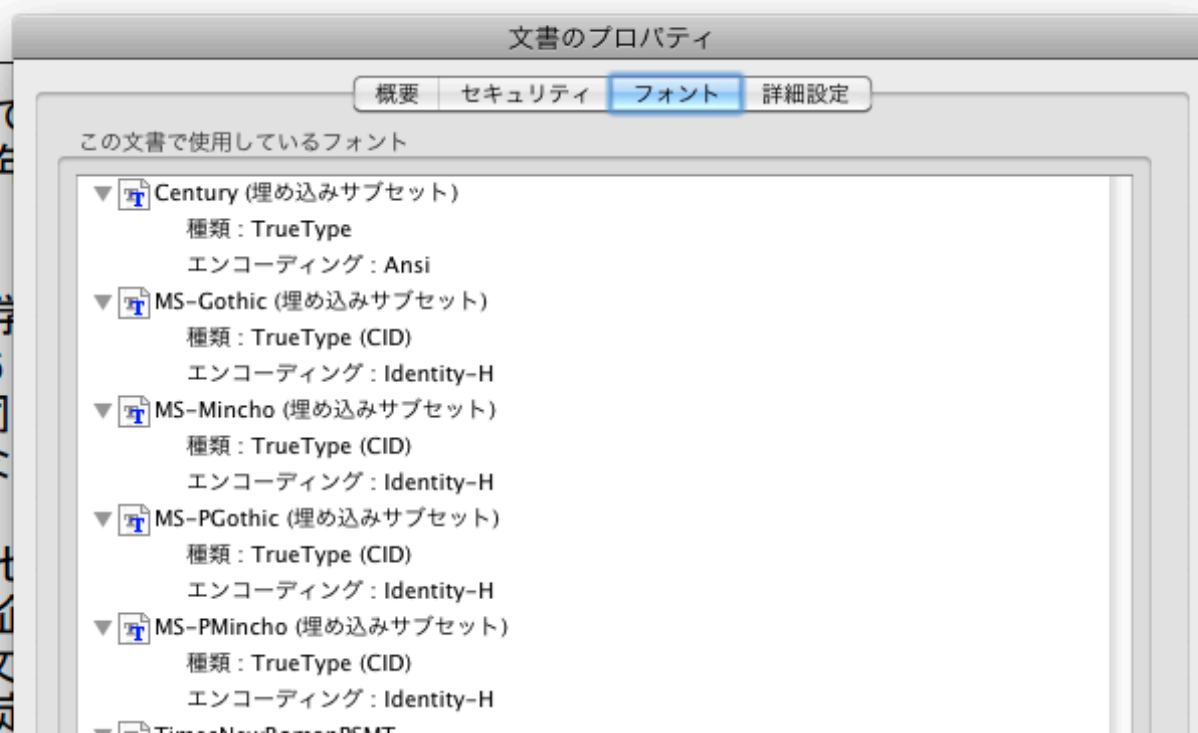 文書のプロパティ
概要 セキュリティ フォント 詳細設定
この文書で使用しているフォント
Century (埋め込みサブセット)
種類 : TrueType
エンコーディング : Ansi
MS-Gothic (埋め込みサブセット)
種類 : TrueType (CID)
エンコーディング : Identity-H
MS-Mincho (埋め込みサブセット)
種類 : TrueType (CID)
エンコーディング : Identity-H
MS-PGothic (埋め込みサブセット)
種類 : TrueType (CID)
エンコーディング : Identity-H
MS-PMincho (埋め込みサブセット)
種類 : TrueType (CID)
エンコーディング : Identity-H
TimesNewRomanPSMT